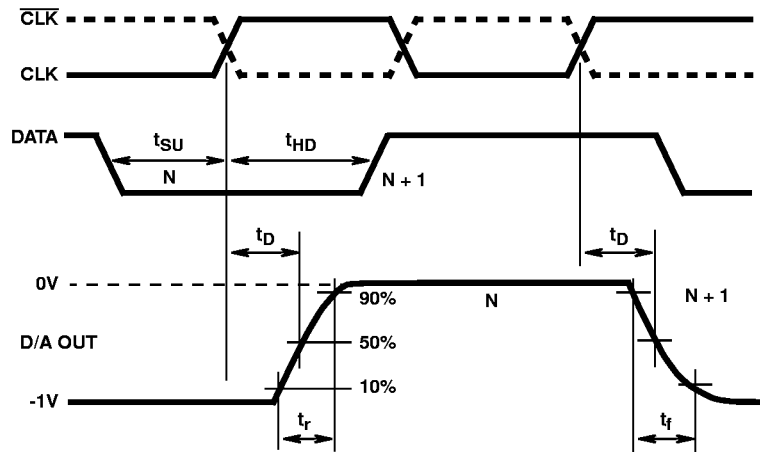 CLK
CLK
DATA
tSU
tHD
N
N + 1
tD
tD
0V
90%
N
N + 1
D/A OUT
50%
10%
-1V
tr
tf